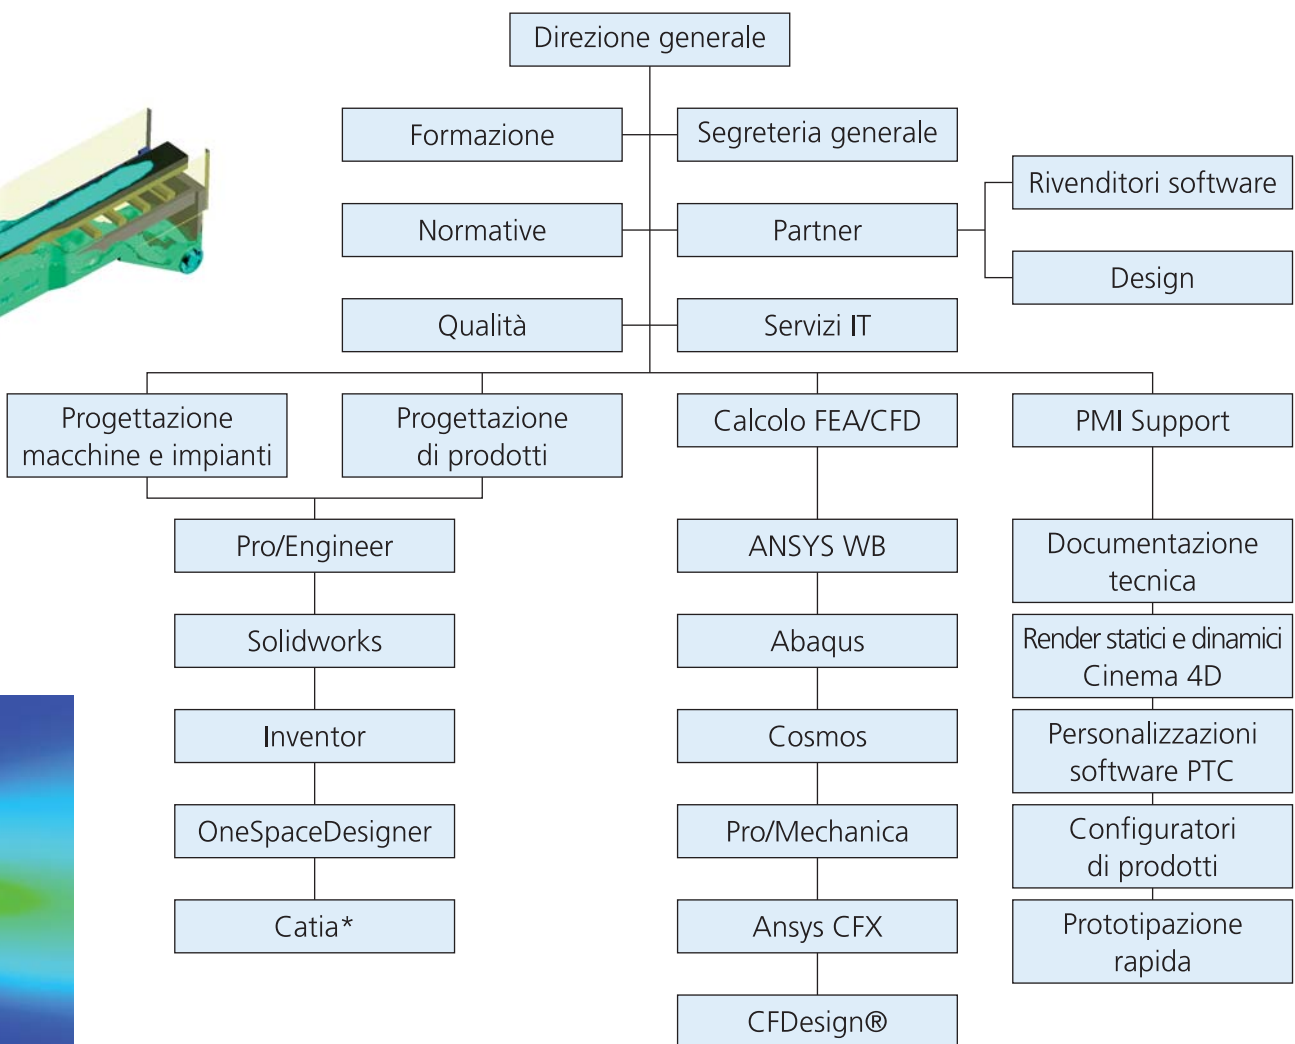 Direzione generale
Formazione
Segreteria generale
Rivenditori software
Normative
Partner
Design
Qualità
Servizi IT
Progettazione
macchine e impianti
Progettazione
di prodotti
Calcolo FEA/CFD
PMI Support
Pro/Engineer
Solidworks
Inventor
OneSpaceDesigner
Catia*
ANSYS WB
Abaqus
Cosmos
Pro/Mechanica
Ansys CFX
CFDesign®
Documentazione
tecnica
Render statici e dinamici
Cinema 4D
Personalizzazioni
software PTC
Configuratori
di prodotti
Prototipazione
rapida